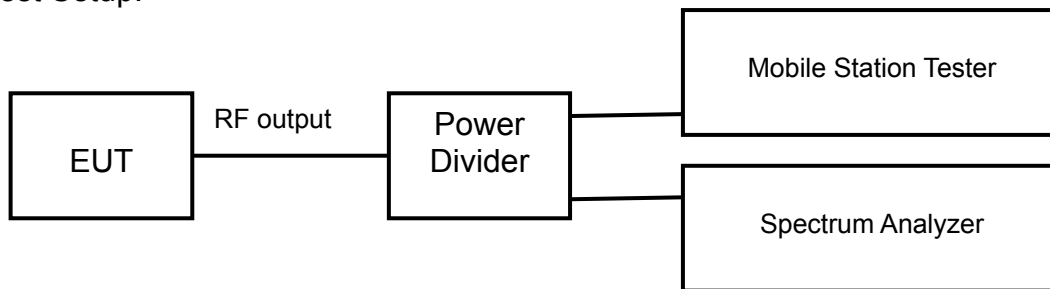 EUT
RF output
Power
Divider
Mobile Station Tester
Spectrum Analyzer